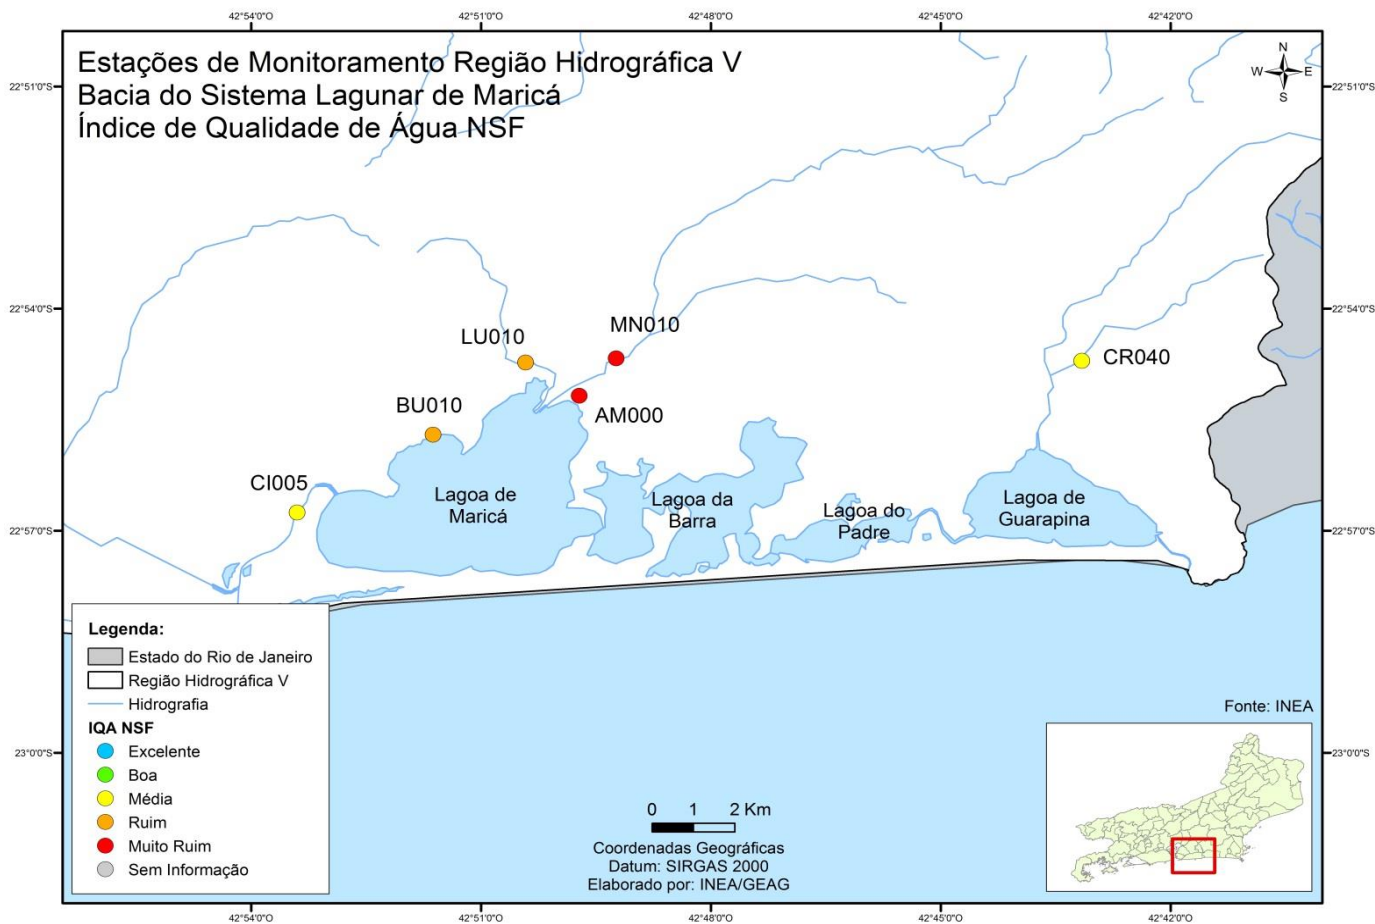 42°54'0"O
42°51'0"O
42°48'0"O
42°45'0"O
42°42'0"O
Estações de Monitoramento Região Hidrográfica V
Bacia do Sistema Lagunar de Maricá
Índice de Qualidade de Água NSF
N
W
E
S
22°51'0"S
22°51'0"S
22°54'0"S
22°54'0"S
LU010
MN010
CR040
BU010
AM000
CI005
Lagoa de
Maricá
Lagoa da
Barra
Lagoa do
Padre
Lagoa de
Guarapina
22°57'0"S
22°57'0"S
Legenda:
Estado do Rio de Janeiro
Região Hidrográfica V
Hidrografia
IQA NSF
Excelente
Boa
Média
Ruim
Muito Ruim
Sem Informação
Fonte: INEA
23°0'0"S
23°0'0"S
0 1 2 Km
Coordenadas Geográficas
Datum: SIRGAS 2000
Elaborado por: INEA/GEAG
42°54'0"O
42°51'0"O
42°48'0"O
42°45'0"O
42°42'0"O